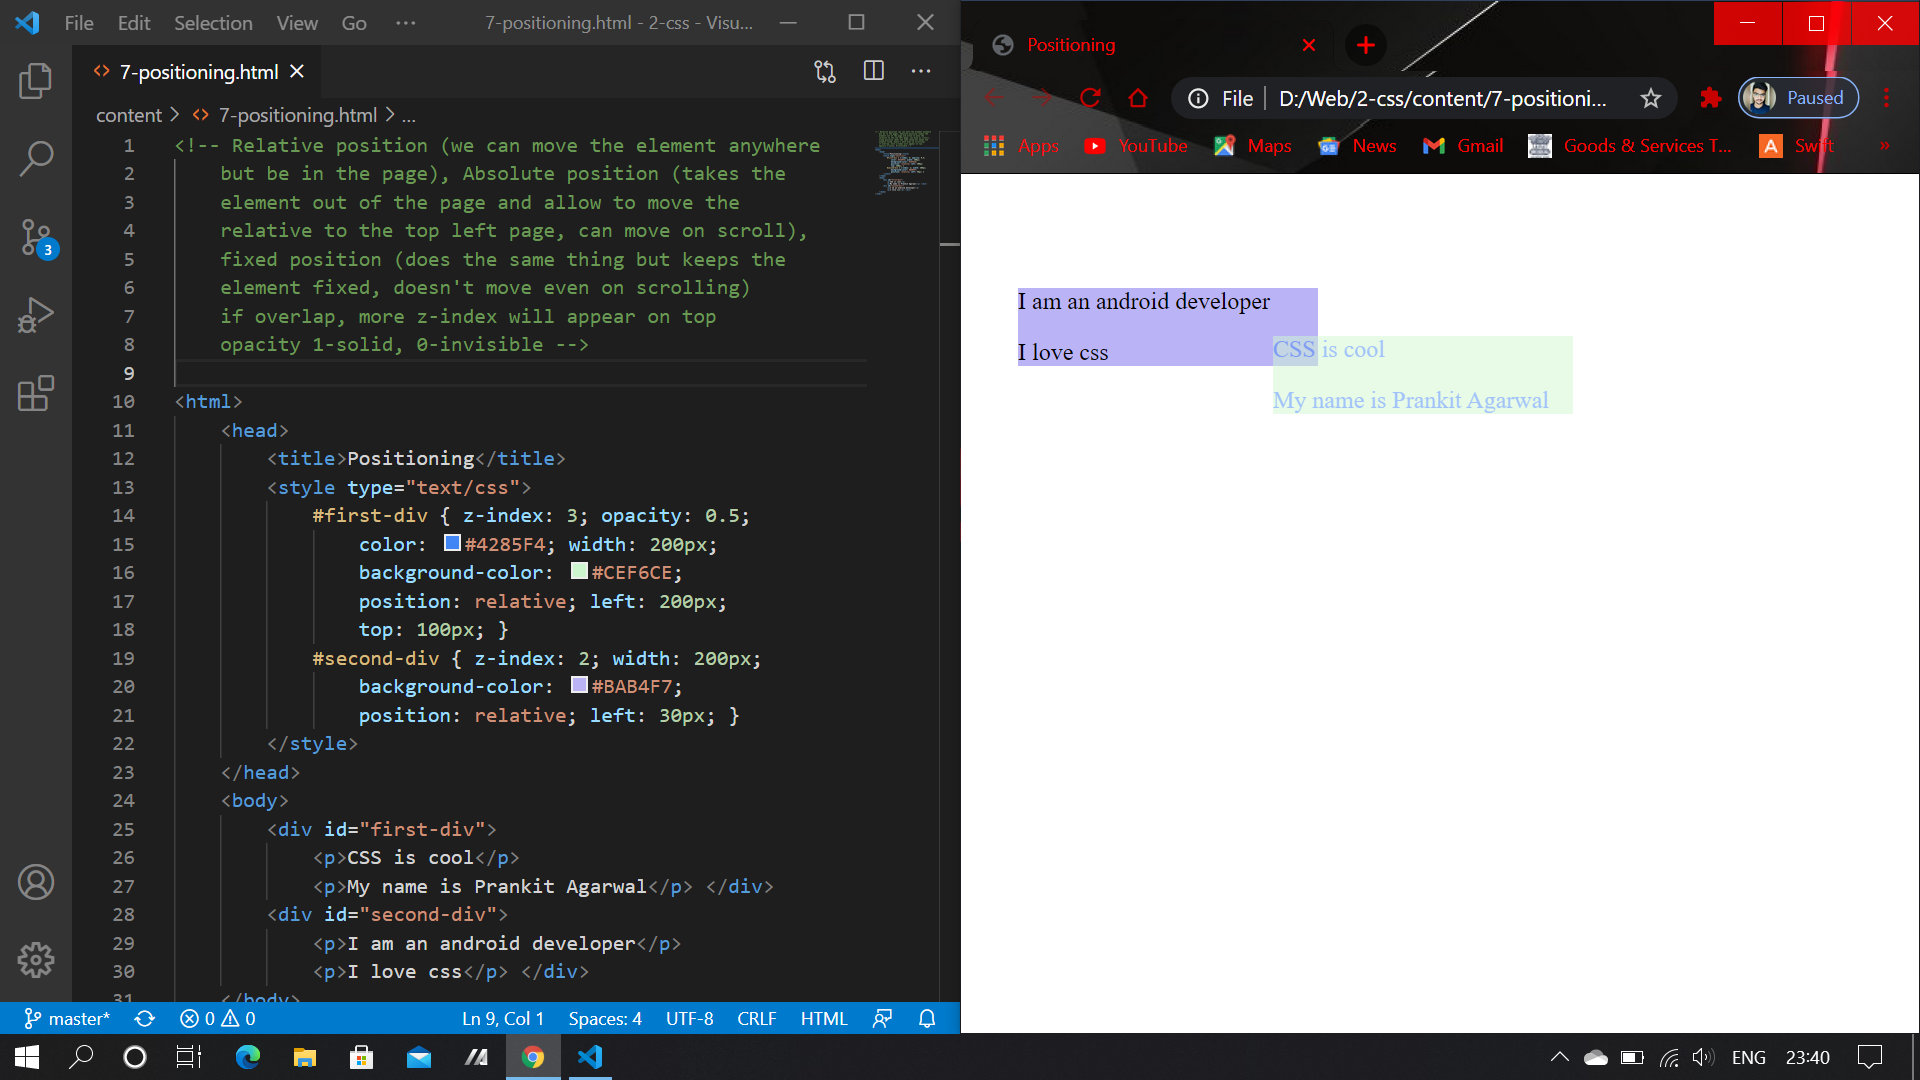 File Edit Selection View Go ··· 7-positioning.html - 2-css - Visu...
7-positioning.html
content > 7-positioning.html > ...
1 <!-- Relative position (we can move the element anywhere
2 but be in the page), Absolute position (takes the
3 element out of the page and allow to move the
4 relative to the top left page, can move on scroll),
5 fixed position (does the same thing but keeps the
6 element fixed, doesn't move even on scrolling)
7 if overlap, more z-index will appear on top
8 opacity 1-solid, 0-invisible -->
9
10 <html>
11 <head>
12 <title>Positioning</title>
13 <style type="text/css">
14 #first-div { z-index: 3; opacity: 0.5;
15 color: #4285F4; width: 200px;
16 background-color: #CEF6CE;
17 position: relative; left: 200px;
18 top: 100px; }
19 #second-div { z-index: 2; width: 200px;
20 background-color: #BAB4F7;
21 position: relative; left: 30px; }
22 </style>
23 </head>
24 <body>
25 <div id="first-div">
26 <p>CSS is cool</p>
27 <p>My name is Prankit Agarwal</p> </div>
28 <div id="second-div">
29 <p>I am an android developer</p>
30 <p>I love css</p> </div>
31 </body>
3
master* 0 0 Ln 9, Col 1 Spaces: 4 UTF-8 CRLF HTML
Positioning
File D:/Web/2-css/content/7-positioni... Paused
Apps YouTube Maps News Gmail Goods & Services T... Swift »
I am an android developer
I love css
CSS is cool
My name is Prankit Agarwal
ENG 23:40